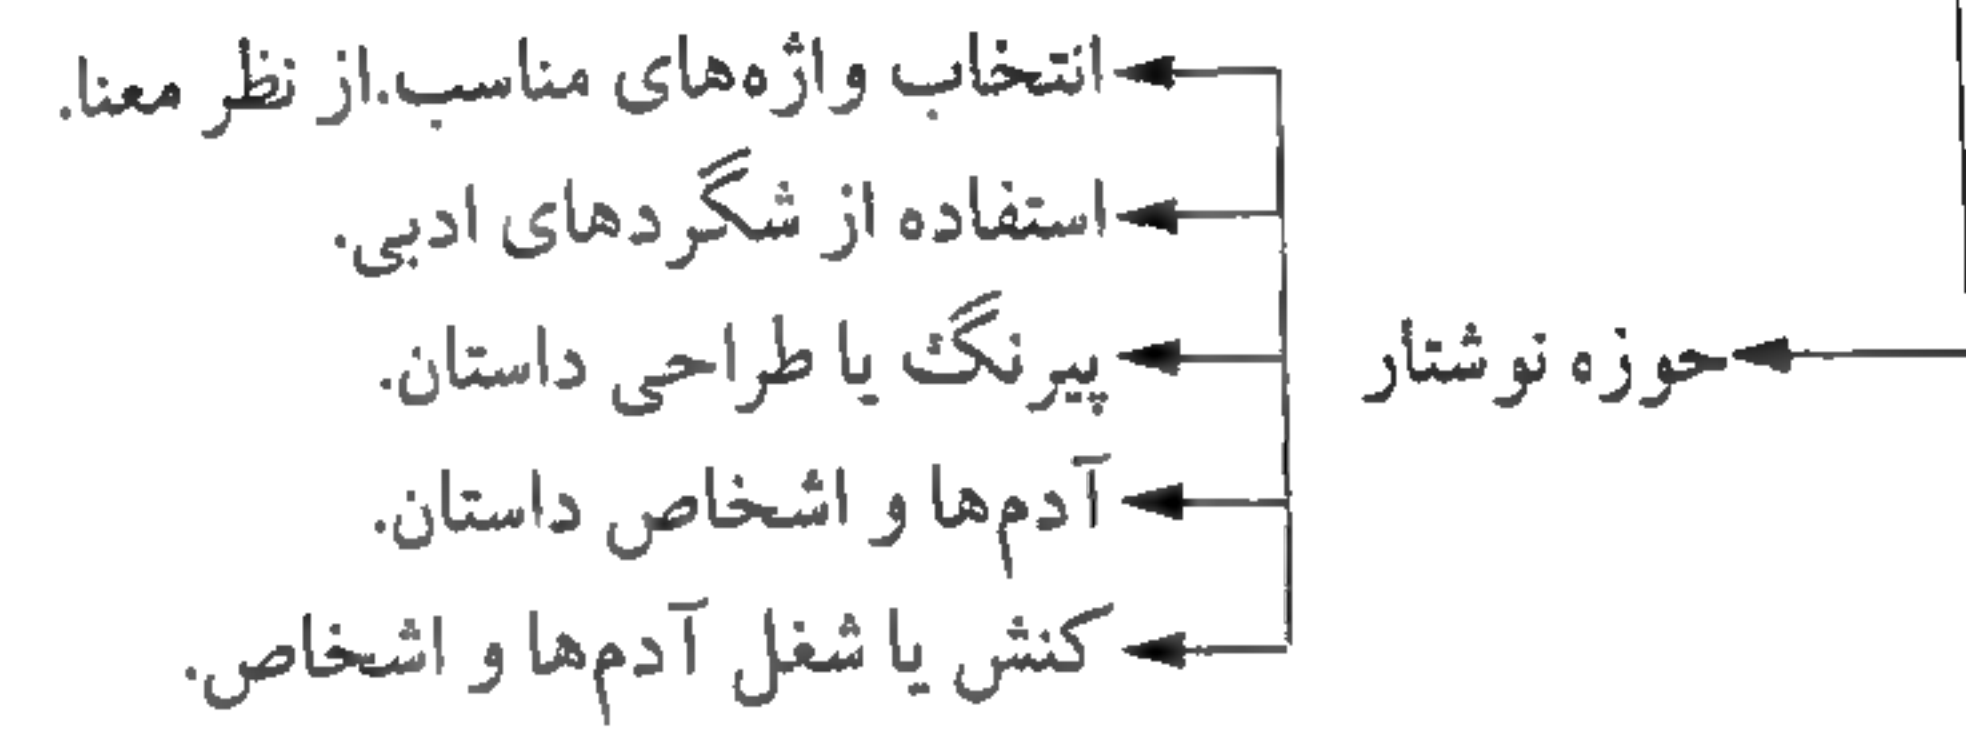 انتخاب واژه‌های مناسب.از نظر معنا.
استفاده از شگردهای ادبی.
حوزه نوشتار
پیرنگ یا طراحی داستان.
آدم‌ها و اشخاص داستان.
کنش یا شغل آدم‌ها و اشخاص.